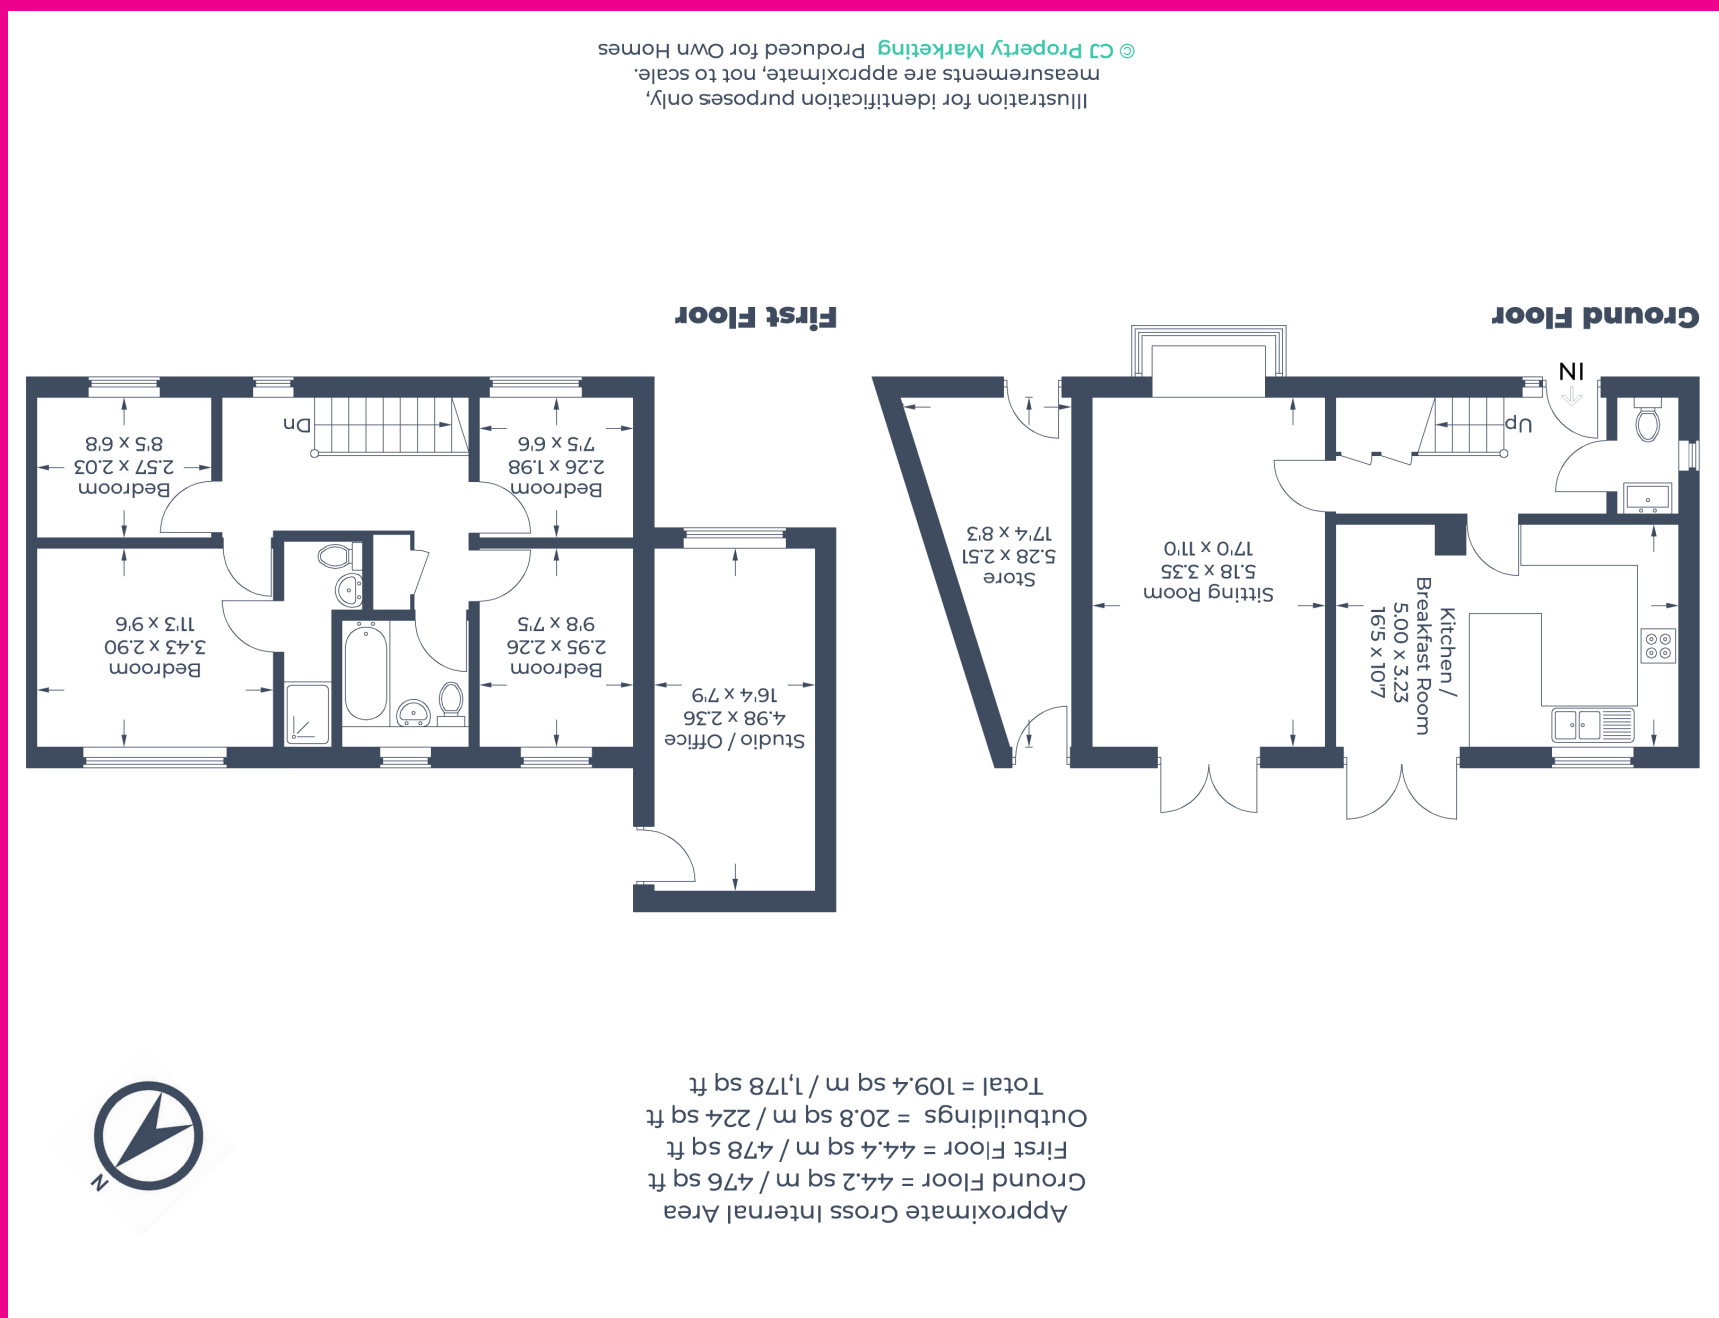 Approximate Gross Internal Area
Ground Floor = 44.2 sq m / 476 sq ft
First Floor = 44.4 sq m / 478 sq ft
Outbuildings = 20.8 sq m / 224 sq ft
Total = 109.4 sq m / 1,178 sq ft
N
Kitchen /
Breakfast Room
5.00 x 3.23
16'5 x 10'7
Sitting Room
5.18 x 3.35
17'0 x 11'0
Store
5.28 x 2.51
17'4 x 8'3
Up
IN
Ground Floor
Studio / Office
4.98 x 2.36
16'4 x 7'9
Bedroom
2.95 x 2.26
9'8 x 7'5
Bedroom
3.43 x 2.90
11'3 x 9'6
Bedroom
2.26 x 1.98
7'5 x 6'6
Bedroom
2.57 x 2.03
8'5 x 6'8
Dn
First Floor
Illustration for identification purposes only,
measurements are approximate, not to scale.
© CJ Property Marketing Produced for Own Homes